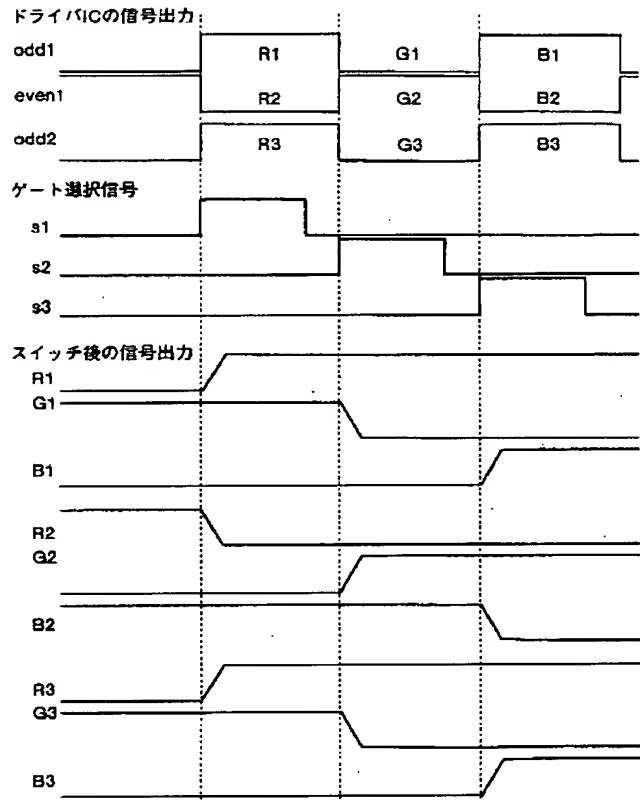 ドライバICの信号出力
odd1 R1 G1 B1
even1 R2 G2 B2
odd2 R3 G3 B3
ゲート選択信号
s1
s2
s3
スイッチ後の信号出力
R1
G1
B1
R2
G2
B2
R3
G3
B3